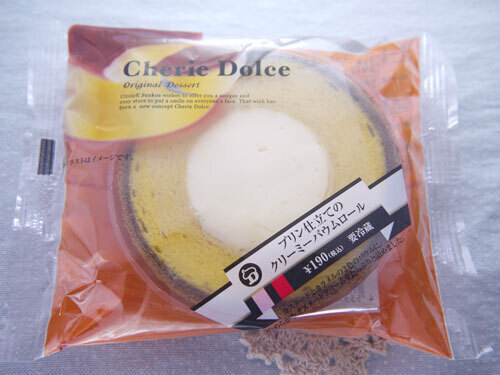 Cherie Dolce
Original Dessert
CircleK Sunkus wishes to offer you a unique and
cozy store to put a smile on everyone's face. That wish has
born a new concept Cherie Dolce.
ラストはイメージです。
プリン仕立ての
クリーミーバウムロール
¥190(税込) 要冷蔵